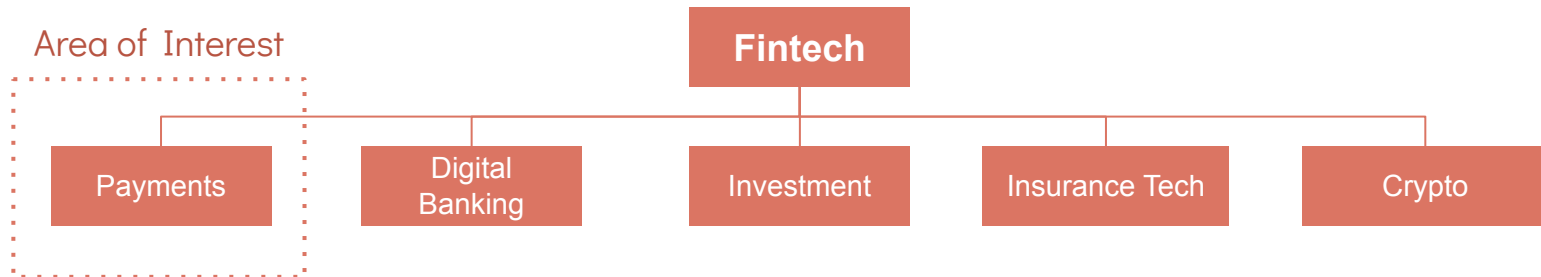 Area of Interest
Fintech
Payments
Digital
Banking
Investment
Insurance Tech
Crypto